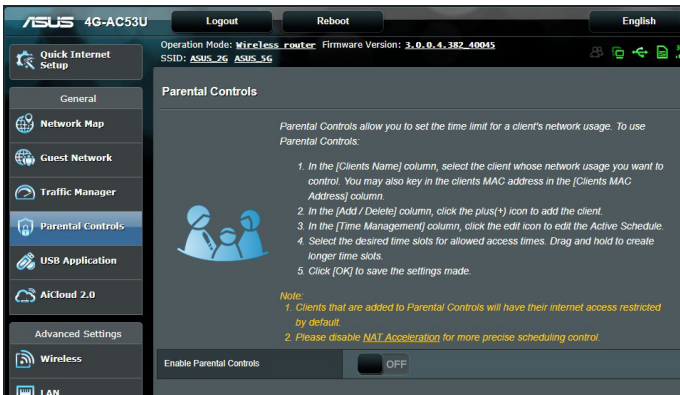 ASUS 4G-AC53U Logout Reboot English
Operation Mode: Wireless router Firmware Version: 3.0.0.4.382_40045
SSID: ASUS_2G ASUS_5G
Quick Internet
Setup
General
Network Map
Guest Network
Traffic Manager
Parental Controls
USB Application
AiCloud 2.0
Advanced Settings
Wireless
LAN
Parental Controls
Parental Controls allow you to set the time limit for a client's network usage. To use
Parental Controls:
1. In the [Clients Name] column, select the client whose network usage you want to
control. You may also key in the clients MAC address in the [Clients MAC
Address] column.
2. In the [Add / Delete] column, click the plus(+) icon to add the client.
3. In the [Time Management] column, click the edit icon to edit the Active Schedule.
4. Select the desired time slots for allowed access times. Drag and hold to create
longer time slots.
5. Click [OK] to save the settings made.
Note:
1. Clients that are added to Parental Controls will have their internet access restricted
by default.
2. Please disable NAT Acceleration for more precise scheduling control.
Enable Parental Controls OFF